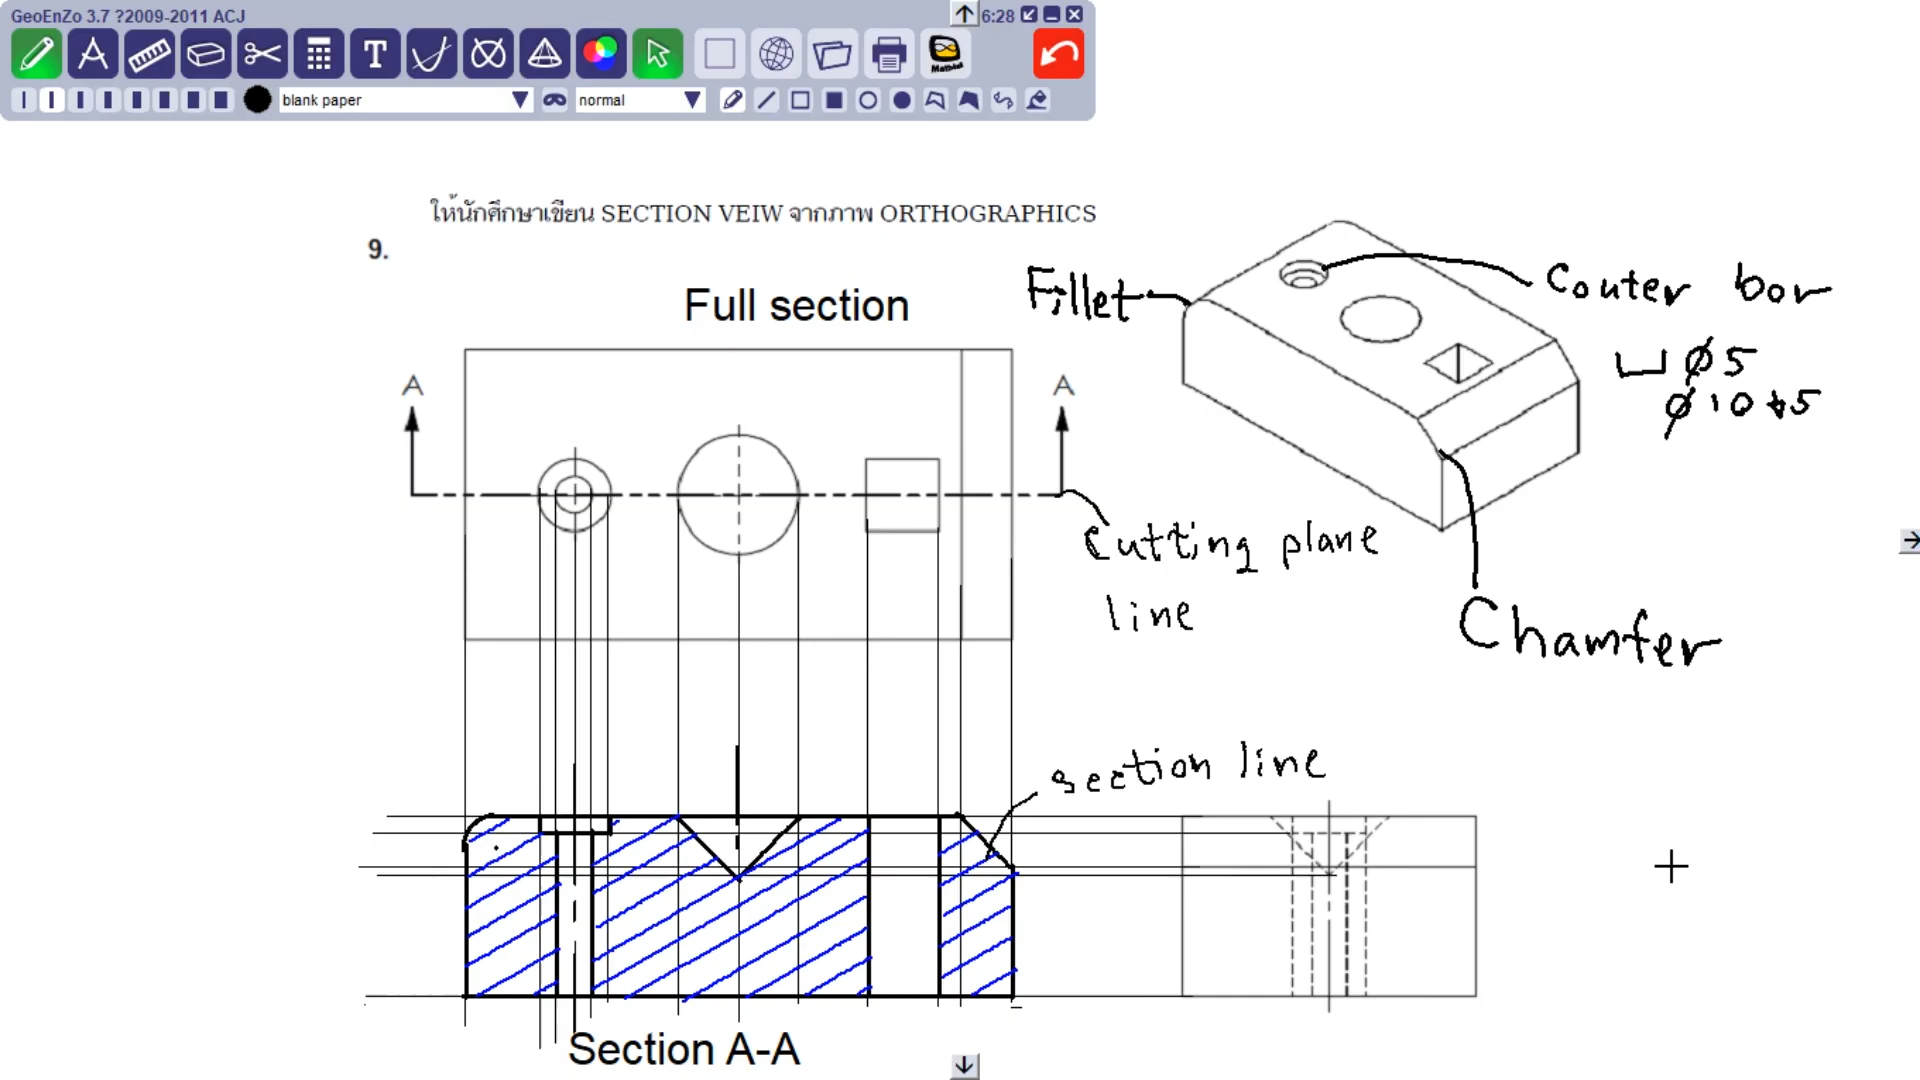 GeoEnZo 3.7 ?2009-2011 ACJ
6:28
T
MathAid
blank paper
normal
ให้นักศึกษาเขียน SECTION VEIW จากภาพ ORTHOGRAPHICS
9.
Full section
Fillet
Couter bor
⌴ ø5
ø10 ↧5
A
A
Cutting plane
line
Chamfer
section line
Section A-A